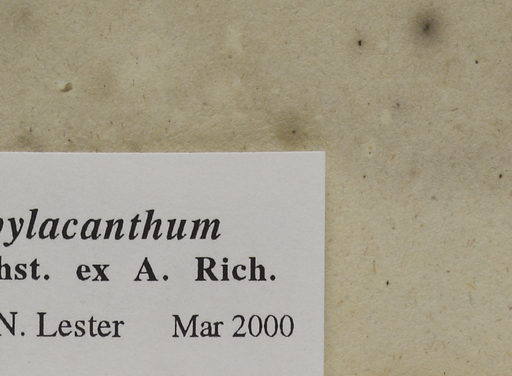 ylacanthum
hst. ex A. Rich.
N. Lester Mar 2000